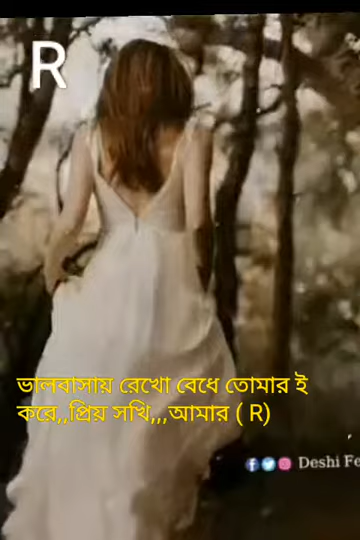 R
ভালবাসায় রেখো বেধে তোমার ই
করে,,প্রিয় সখি,,,আমার ( R)
Deshi Fe